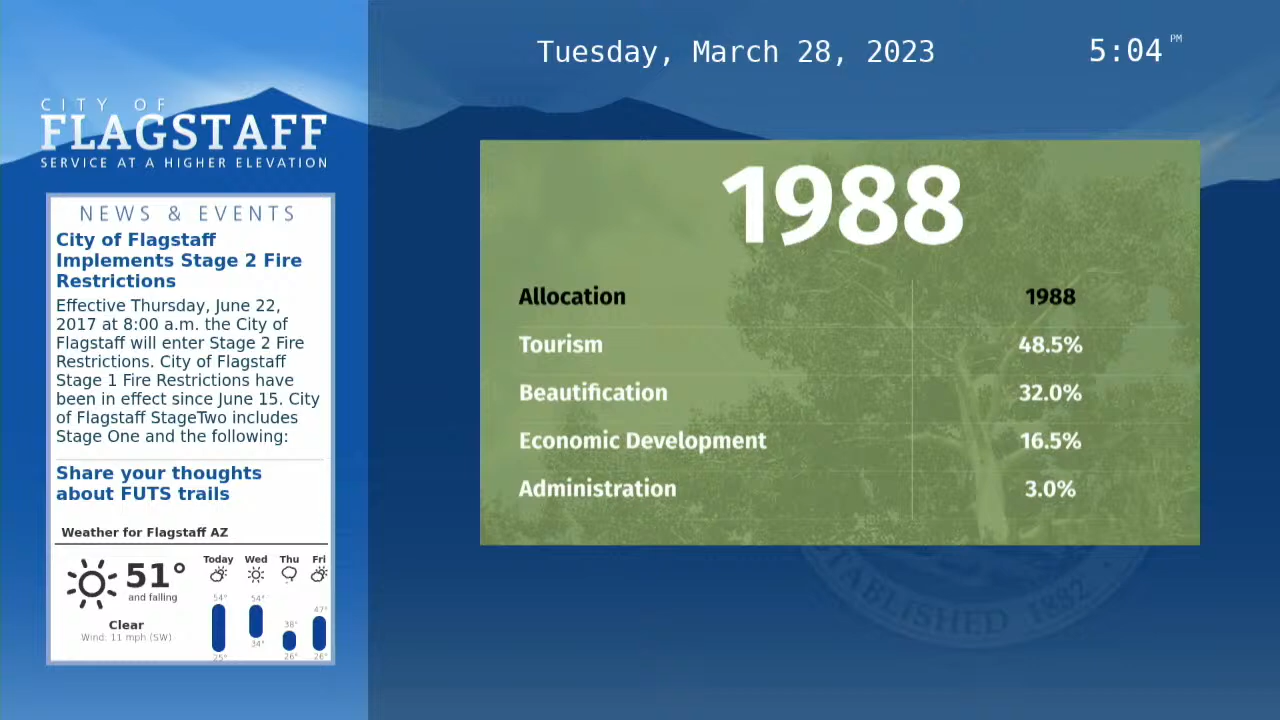 Tuesday, March 28, 2023
5:04 PM
CITY OF
FLAGSTAFF
SERVICE AT A HIGHER ELEVATION
NEWS & EVENTS
City of Flagstaff
Implements Stage 2 Fire
Restrictions
Effective Thursday, June 22,
2017 at 8:00 a.m. the City of
Flagstaff will enter Stage 2 Fire
Restrictions. City of Flagstaff
Stage 1 Fire Restrictions have
been in effect since June 15. City
of Flagstaff StageTwo includes
Stage One and the following:
Share your thoughts
about FUTS trails
Weather for Flagstaff AZ
51°
and falling
Clear
Wind: 11 mph (SW)
Today Wed Thu Fri
54° 54° 38° 47°
25° 34° 26° 26°
1988
Allocation 1988
Tourism 48.5%
Beautification 32.0%
Economic Development 16.5%
Administration 3.0%
TABLISHED 1882